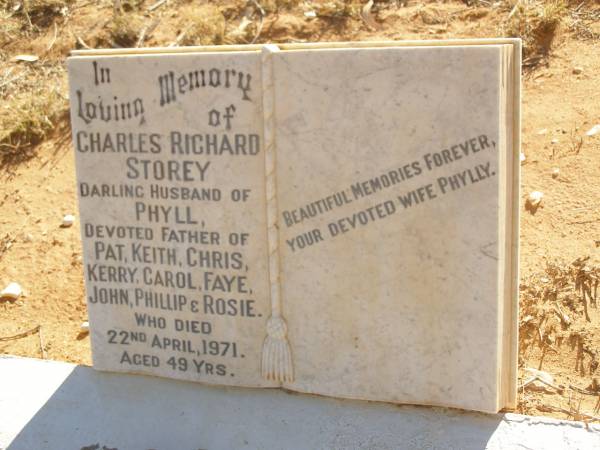 In
Loving Memory
of
CHARLES RICHARD
STOREY
DARLING HUSBAND OF
PHYLL,
DEVOTED FATHER OF
PAT, KEITH, CHRIS,
KERRY, CAROL, FAYE,
JOHN, PHILLIP & ROSIE.
WHO DIED
22ND APRIL, 1971.
AGED 49 YRS.
BEAUTIFUL MEMORIES FOREVER,
YOUR DEVOTED WIFE PHYLLY.